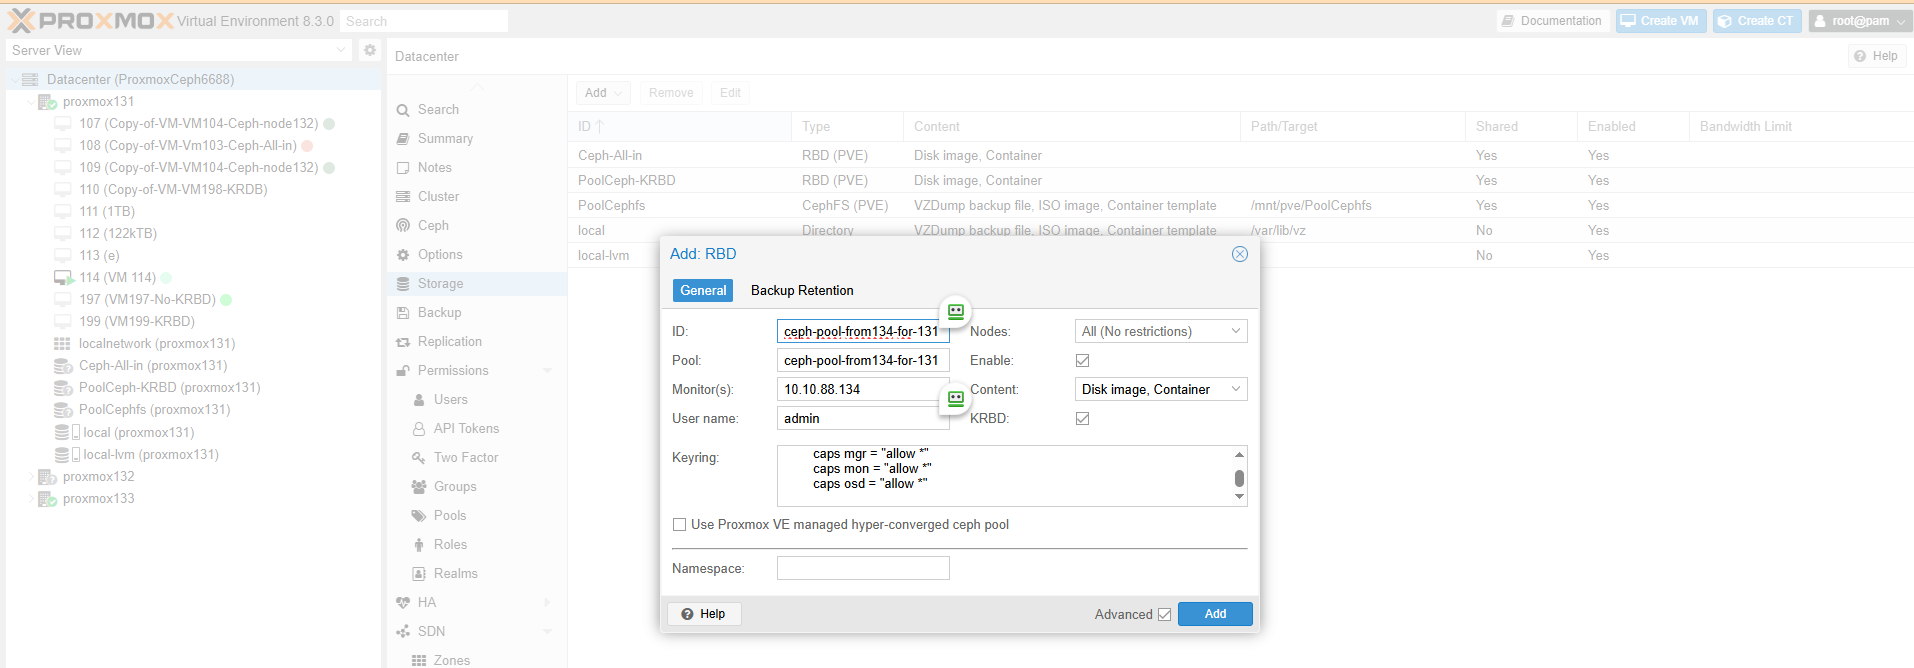 PROXMOX Virtual Environment 8.3.0 Search Documentation Create VM Create CT root@pam
Server View
Datacenter (ProxmoxCeph6688)
proxmox131
107 (Copy-of-VM-VM104-Ceph-node132)
108 (Copy-of-VM-Vm103-Ceph-All-in)
109 (Copy-of-VM-VM104-Ceph-node132)
110 (Copy-of-VM-VM198-KRDB)
111 (1TB)
112 (122kTB)
113 (e)
114 (VM 114)
197 (VM197-No-KRBD)
199 (VM199-KRBD)
localnetwork (proxmox131)
Ceph-All-in (proxmox131)
PoolCeph-KRBD (proxmox131)
PoolCephfs (proxmox131)
local (proxmox131)
local-lvm (proxmox131)
proxmox132
proxmox133
Datacenter
Help
Search
Summary
Notes
Cluster
Ceph
Options
Storage
Backup
Replication
Permissions
Users
API Tokens
Two Factor
Groups
Pools
Roles
Realms
HA
SDN
Zones
Add Remove Edit
ID Type Content Path/Target Shared Enabled Bandwidth Limit
Ceph-All-in RBD (PVE) Disk image, Container Yes Yes
PoolCeph-KRBD RBD (PVE) Disk image, Container Yes Yes
PoolCephfs CephFS (PVE) VZDump backup file, ISO image, Container template /mnt/pve/PoolCephfs Yes Yes
local Directory VZDump backup file, ISO image, Container template /var/lib/vz No Yes
local-lvm No Yes
Add: RBD
General Backup Retention
ID: ceph-pool-from134-for-131 Nodes: All (No restrictions)
Pool: ceph-pool-from134-for-131 Enable:
Monitor(s): 10.10.88.134 Content: Disk image, Container
User name: admin KRBD:
Keyring: caps mgr = "allow *"
caps mon = "allow *"
caps osd = "allow *"
Use Proxmox VE managed hyper-converged ceph pool
Namespace:
Help Advanced Add